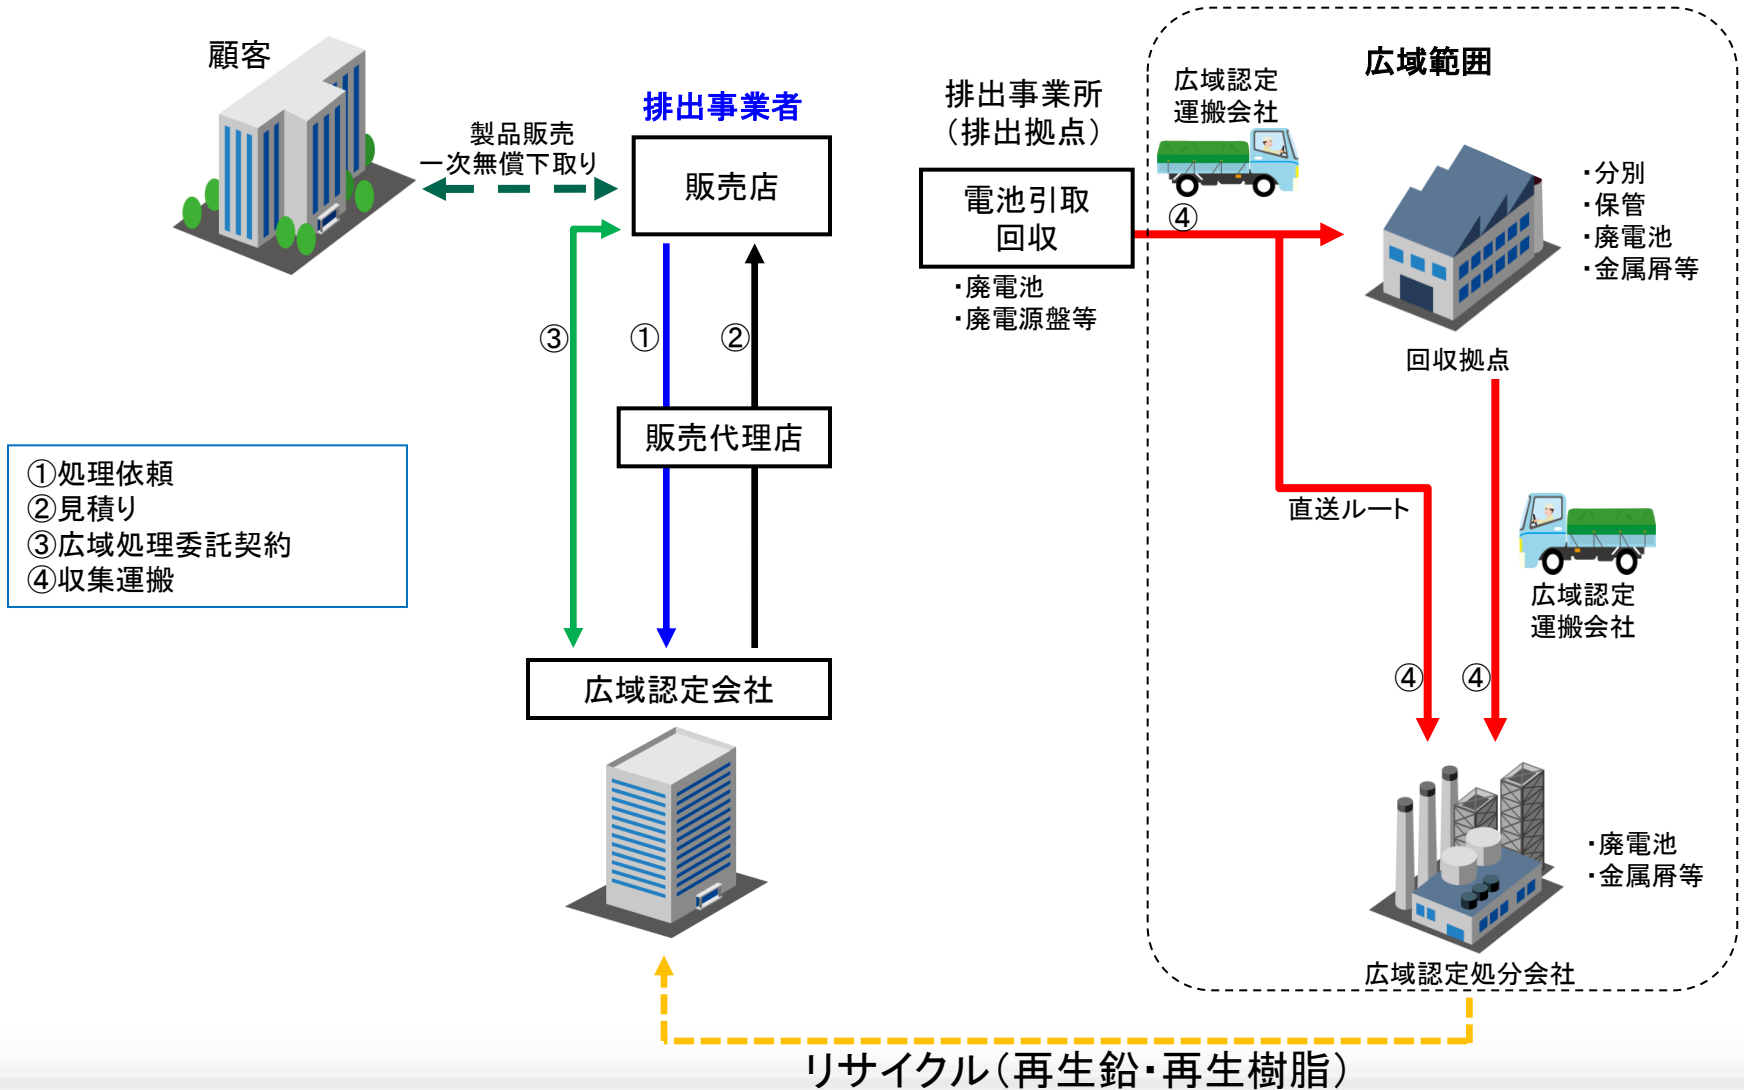 顧客
製品販売
一次無償下取り
排出事業者
販売店
③
①
②
販売代理店
①処理依頼
②見積り
③広域処理委託契約
④収集運搬
広域認定会社
排出事業所
（排出拠点）
電池引取
回収
・廃電池
・廃電源盤等
広域範囲
広域認定
運搬会社
④
・分別
・保管
・廃電池
・金属屑等
回収拠点
直送ルート
広域認定
運搬会社
④
④
・廃電池
・金属屑等
広域認定処分会社
リサイクル（再生鉛・再生樹脂）